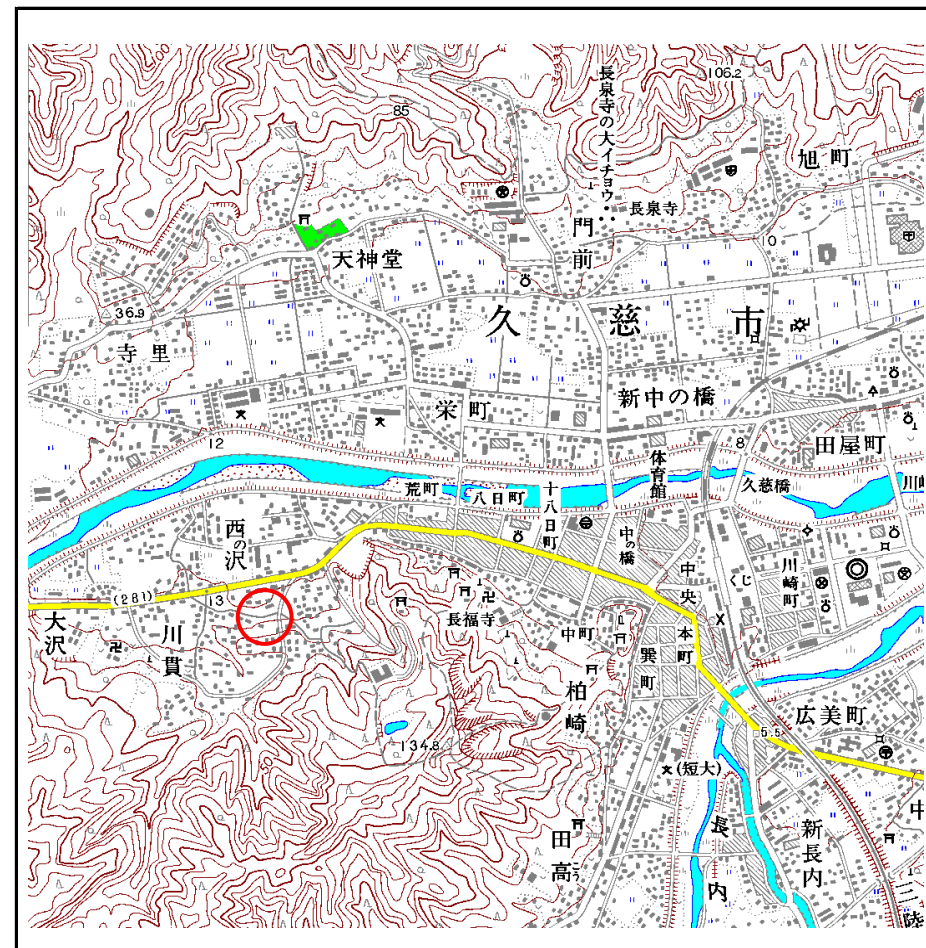 106.2
85
長泉寺の大イチョウ
旭町
長泉寺
門前
10
天神堂
36.9
久慈市
寺里
栄町
新中の橋
12
8
田屋町
体育館
荒町
八日町
十八日町
久慈橋
川崎
西の沢
中の橋
中央
くじ
川崎町
(281)
13
大沢
川貫
長福寺
中町
本町
巽町
柏崎
広美町
5.5
134.8
(短大)
田高
長内
新長内
中
三陸